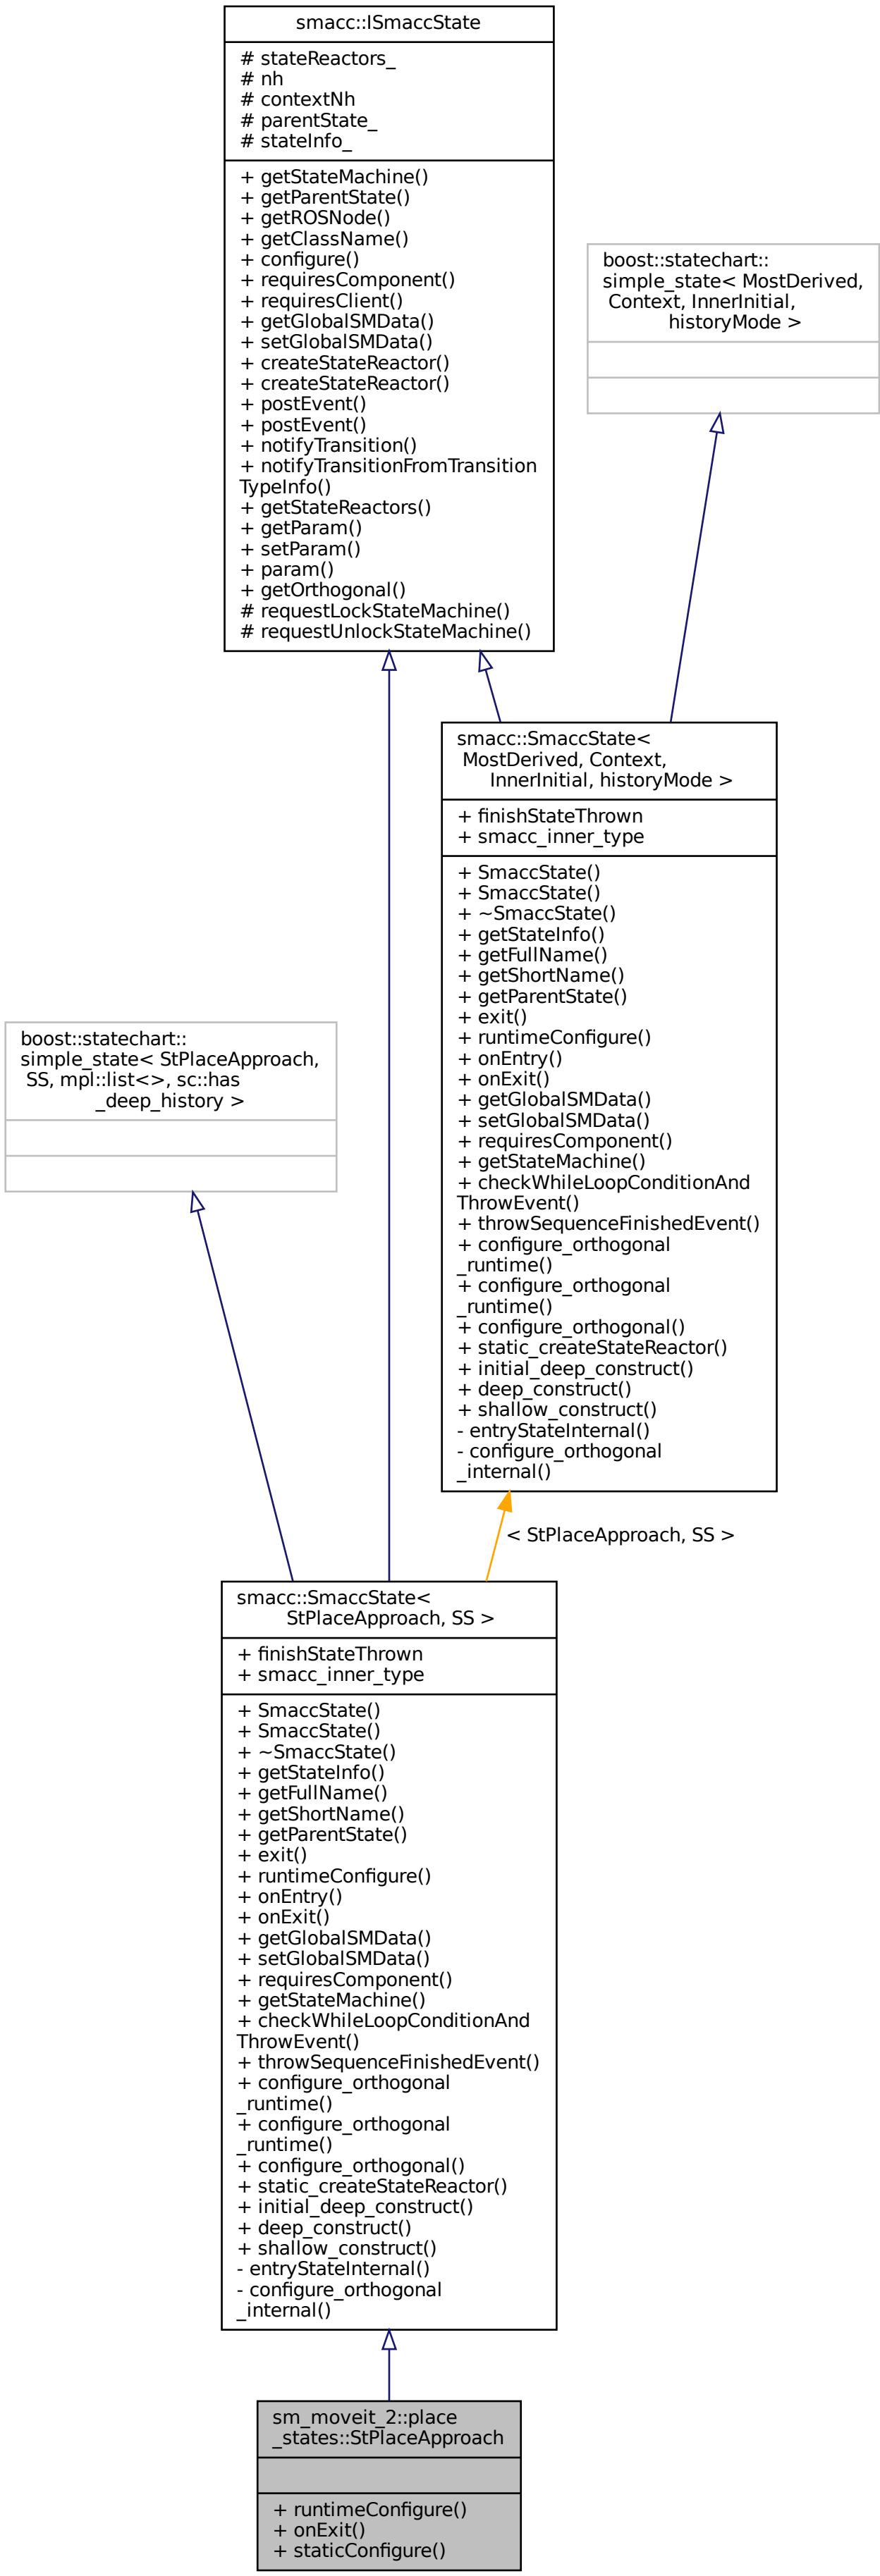 smacc::ISmaccState
# stateReactors_
# nh
# contextNh
# parentState_
# stateInfo_
+ getStateMachine()
+ getParentState()
+ getROSNode()
+ getClassName()
+ configure()
+ requiresComponent()
+ requiresClient()
+ getGlobalSMData()
+ setGlobalSMData()
+ createStateReactor()
+ createStateReactor()
+ postEvent()
+ postEvent()
+ notifyTransition()
+ notifyTransitionFromTransition
TypeInfo()
+ getStateReactors()
+ getParam()
+ setParam()
+ param()
+ getOrthogonal()
# requestLockStateMachine()
# requestUnlockStateMachine()
boost::statechart::
simple_state< MostDerived,
Context, InnerInitial,
historyMode >
smacc::SmaccState<
MostDerived, Context,
InnerInitial, historyMode >
+ finishStateThrown
+ smacc_inner_type
+ SmaccState()
+ SmaccState()
+ ~SmaccState()
+ getStateInfo()
+ getFullName()
+ getShortName()
+ getParentState()
+ exit()
+ runtimeConfigure()
+ onEntry()
+ onExit()
+ getGlobalSMData()
+ setGlobalSMData()
+ requiresComponent()
+ getStateMachine()
+ checkWhileLoopConditionAnd
ThrowEvent()
+ throwSequenceFinishedEvent()
+ configure_orthogonal
_runtime()
+ configure_orthogonal
_runtime()
+ configure_orthogonal()
+ static_createStateReactor()
+ initial_deep_construct()
+ deep_construct()
+ shallow_construct()
- entryStateInternal()
- configure_orthogonal
_internal()
boost::statechart::
simple_state< StPlaceApproach,
SS, mpl::list<>, sc::has
_deep_history >
< StPlaceApproach, SS >
smacc::SmaccState<
StPlaceApproach, SS >
+ finishStateThrown
+ smacc_inner_type
+ SmaccState()
+ SmaccState()
+ ~SmaccState()
+ getStateInfo()
+ getFullName()
+ getShortName()
+ getParentState()
+ exit()
+ runtimeConfigure()
+ onEntry()
+ onExit()
+ getGlobalSMData()
+ setGlobalSMData()
+ requiresComponent()
+ getStateMachine()
+ checkWhileLoopConditionAnd
ThrowEvent()
+ throwSequenceFinishedEvent()
+ configure_orthogonal
_runtime()
+ configure_orthogonal
_runtime()
+ configure_orthogonal()
+ static_createStateReactor()
+ initial_deep_construct()
+ deep_construct()
+ shallow_construct()
- entryStateInternal()
- configure_orthogonal
_internal()
sm_moveit_2::place
_states::StPlaceApproach
+ runtimeConfigure()
+ onExit()
+ staticConfigure()